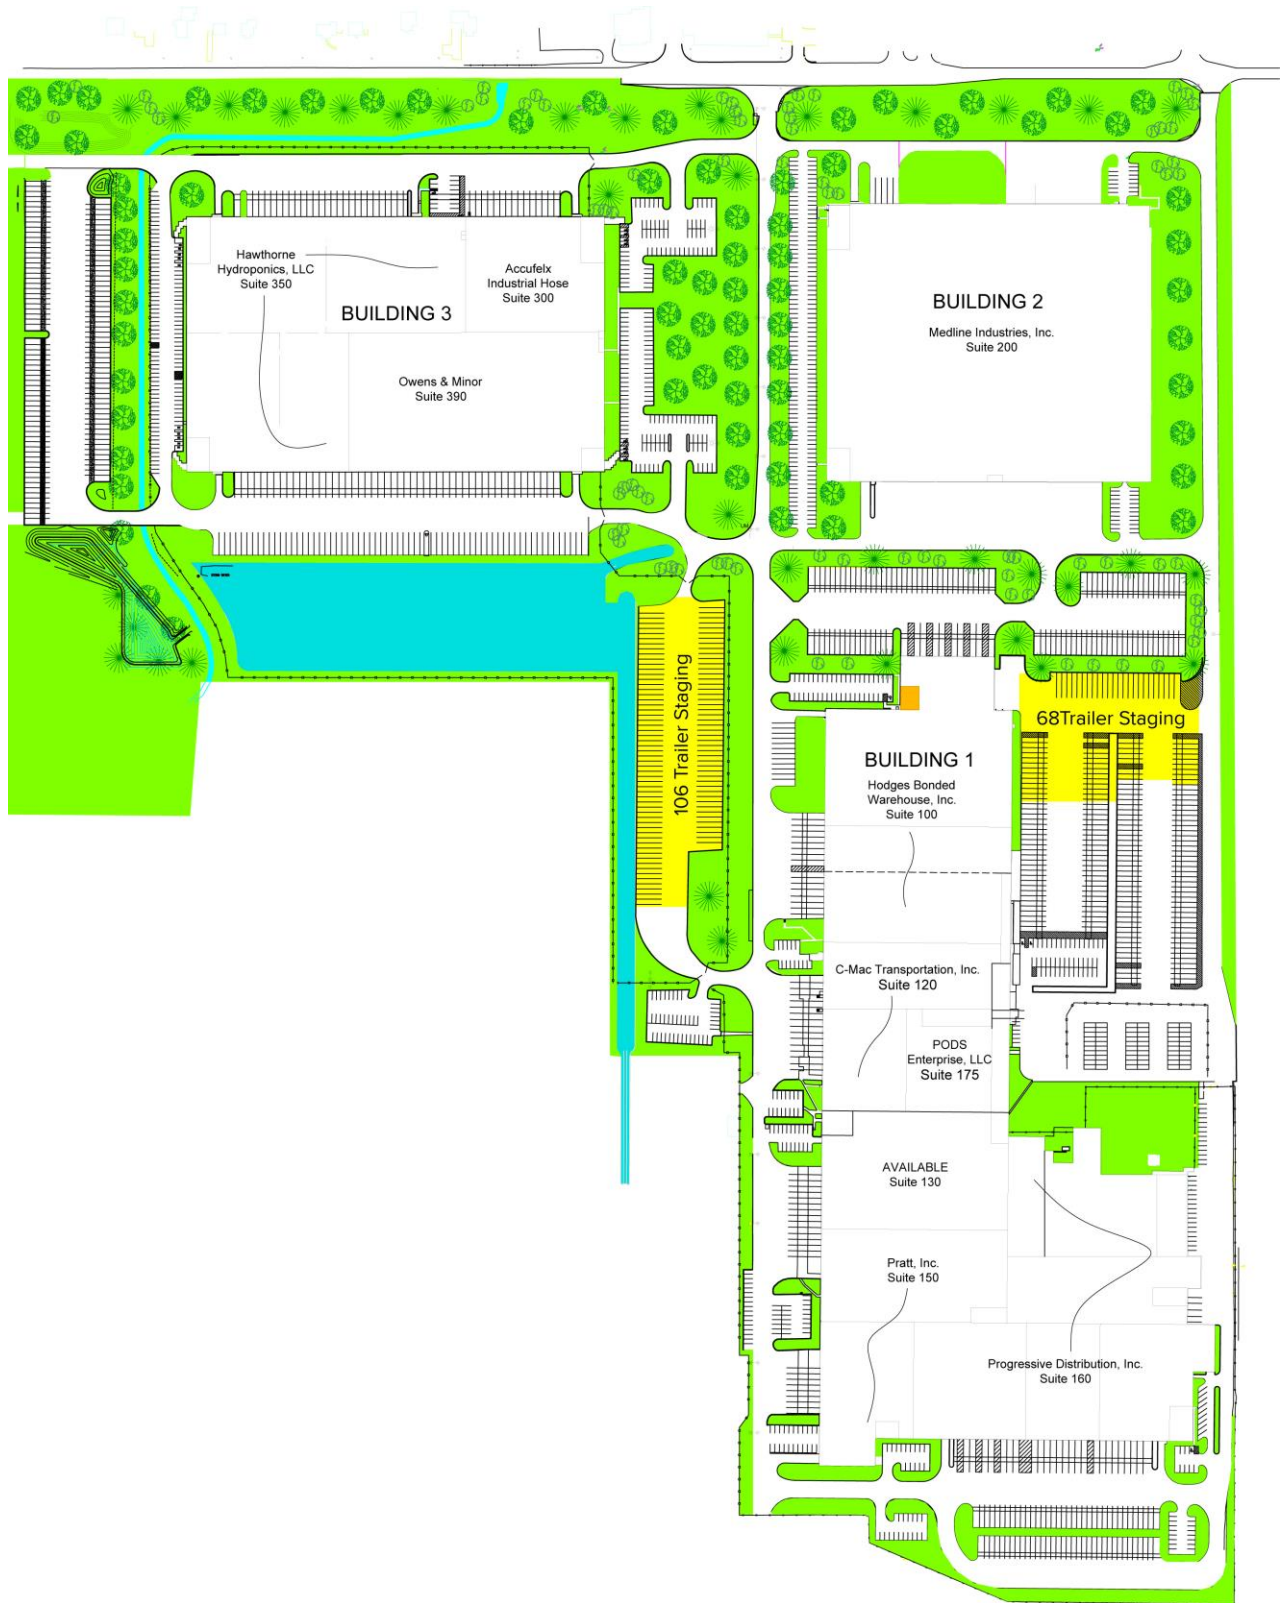 Hawthorne
Hydroponics, LLC
Suite 350
Accufelx
Industrial Hose
Suite 300
BUILDING 3
Owens & Minor
Suite 390
BUILDING 2
Medline Industries, Inc.
Suite 200
106 Trailer Staging
68Trailer Staging
BUILDING 1
Hodges Bonded
Warehouse, Inc.
Suite 100
C-Mac Transportation, Inc.
Suite 120
PODS
Enterprise, LLC
Suite 175
AVAILABLE
Suite 130
Pratt, Inc.
Suite 150
Progressive Distribution, Inc.
Suite 160